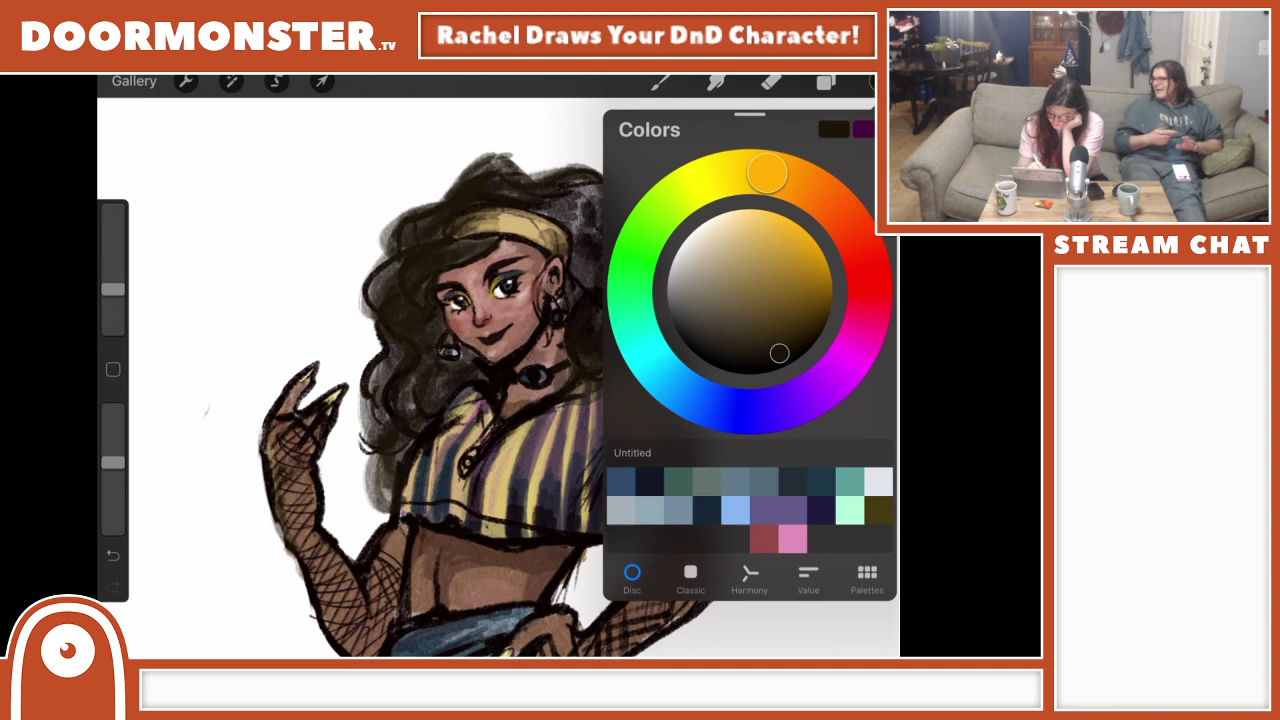 DOORMONSTER.TV
Rachel Draws Your DnD Character!
Gallery
Colors
STREAM CHAT
Untitled
Disc Classic Harmony Value Palettes